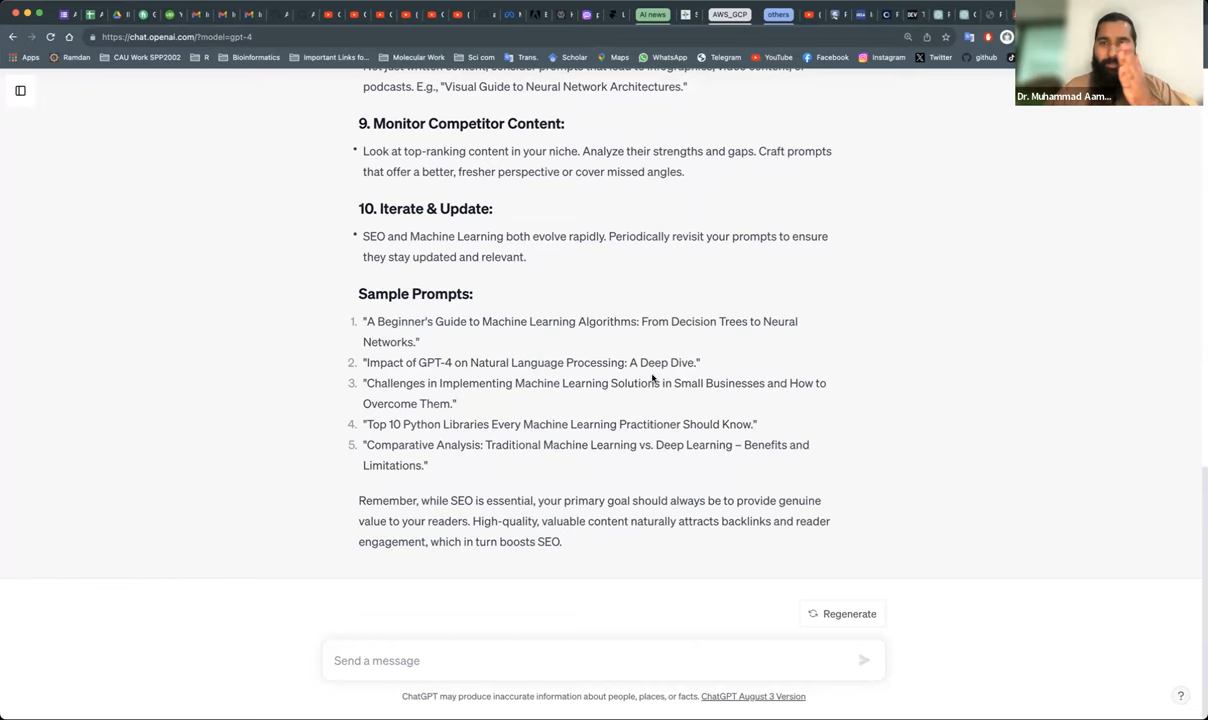 AI news
AWS_GCP
others
DEV
https://chat.openai.com/?model=gpt-4
Apps
Ramdan
CAU Work SPP2002
R
Bioinformatics
Important Links fo...
Molecular Work
Sci com
Trans.
Scholar
Maps
WhatsApp
Telegram
YouTube
Facebook
Instagram
Twitter
github
Dr. Muhammad Aam...
podcasts. E.g., "Visual Guide to Neural Network Architectures."
9. Monitor Competitor Content:
• Look at top-ranking content in your niche. Analyze their strengths and gaps. Craft prompts
that offer a better, fresher perspective or cover missed angles.
10. Iterate & Update:
• SEO and Machine Learning both evolve rapidly. Periodically revisit your prompts to ensure
they stay updated and relevant.
Sample Prompts:
1. "A Beginner's Guide to Machine Learning Algorithms: From Decision Trees to Neural
Networks."
2. "Impact of GPT-4 on Natural Language Processing: A Deep Dive."
3. "Challenges in Implementing Machine Learning Solutions in Small Businesses and How to
Overcome Them."
4. "Top 10 Python Libraries Every Machine Learning Practitioner Should Know."
5. "Comparative Analysis: Traditional Machine Learning vs. Deep Learning – Benefits and
Limitations."
Remember, while SEO is essential, your primary goal should always be to provide genuine
value to your readers. High-quality, valuable content naturally attracts backlinks and reader
engagement, which in turn boosts SEO.
Regenerate
Send a message
ChatGPT may produce inaccurate information about people, places, or facts. ChatGPT August 3 Version
?